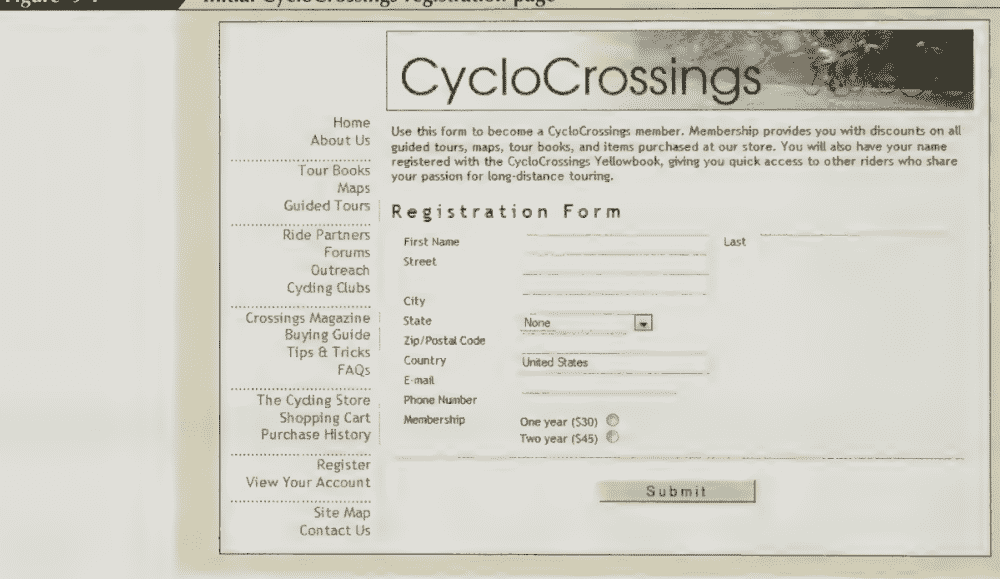 Initial CycloCrossings registration page
CycloCrossings
Home
About Us
Tour Books
Maps
Guided Tours
Ride Partners
Forums
Outreach
Cycling Clubs
Crossings Magazine
Buying Guide
Tips & Tricks
FAQs
The Cycling Store
Shopping Cart
Purchase History
Register
View Your Account
Site Map
Contact Us
Use this form to become a CycloCrossings member. Membership provides you with discounts on all
guided tours, maps, tour books, and items purchased at our store. You will also have your name
registered with the CycloCrossings Yellowbook, giving you quick access to other riders who share
your passion for long-distance touring.
Registration Form
First Name Last
Street
City
State None
Zip/Postal Code
Country United States
E-mail
Phone Number
Membership One year ($30)
Two year ($45)
Submit